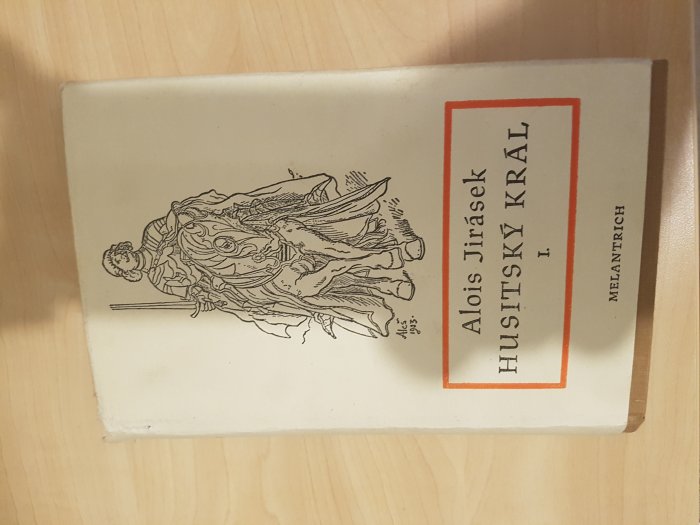 Aleš
1913.
Alois Jirásek
HUSITSKÝ KRÁL
I.
MELANTRICH